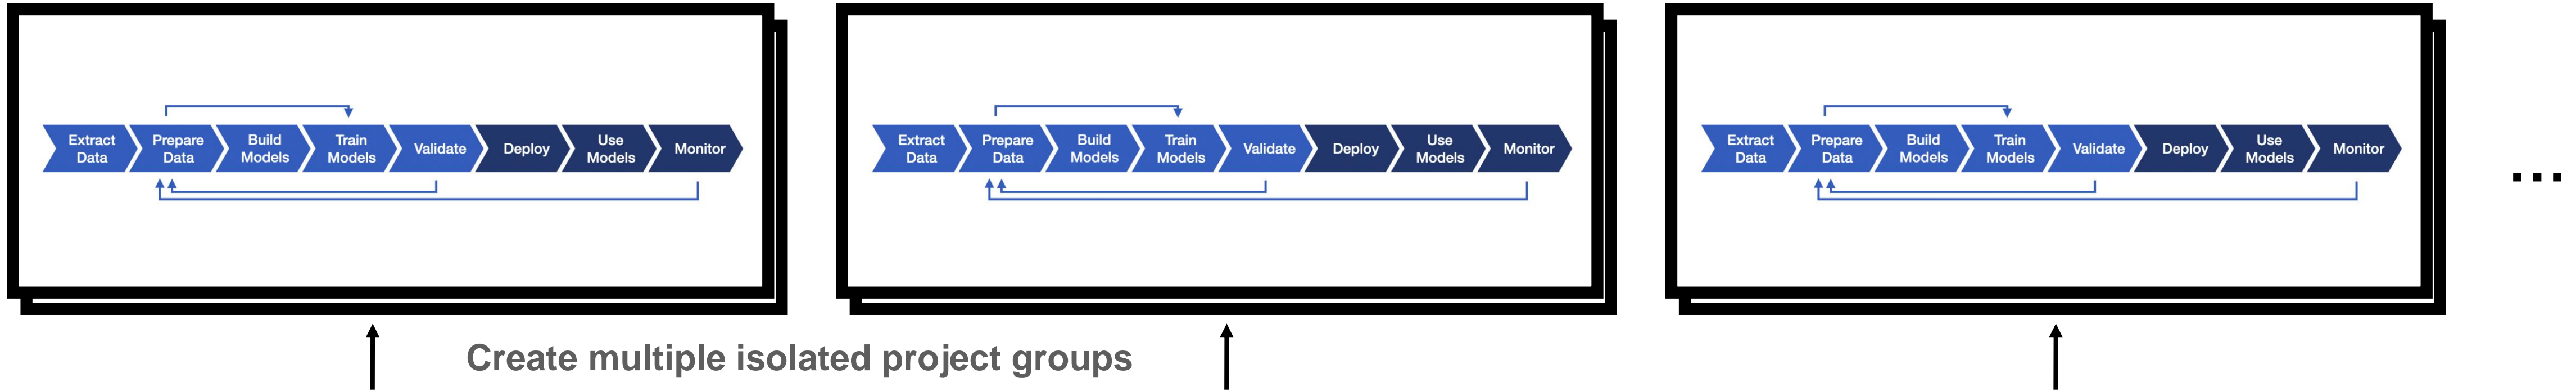 Extract
Data
Prepare
Data
Build
Models
Train
Models
Validate
Deploy
Use
Models
Monitor
Extract
Data
Prepare
Data
Build
Models
Train
Models
Validate
Deploy
Use
Models
Monitor
Extract
Data
Prepare
Data
Build
Models
Train
Models
Validate
Deploy
Use
Models
Monitor
...
Create multiple isolated project groups